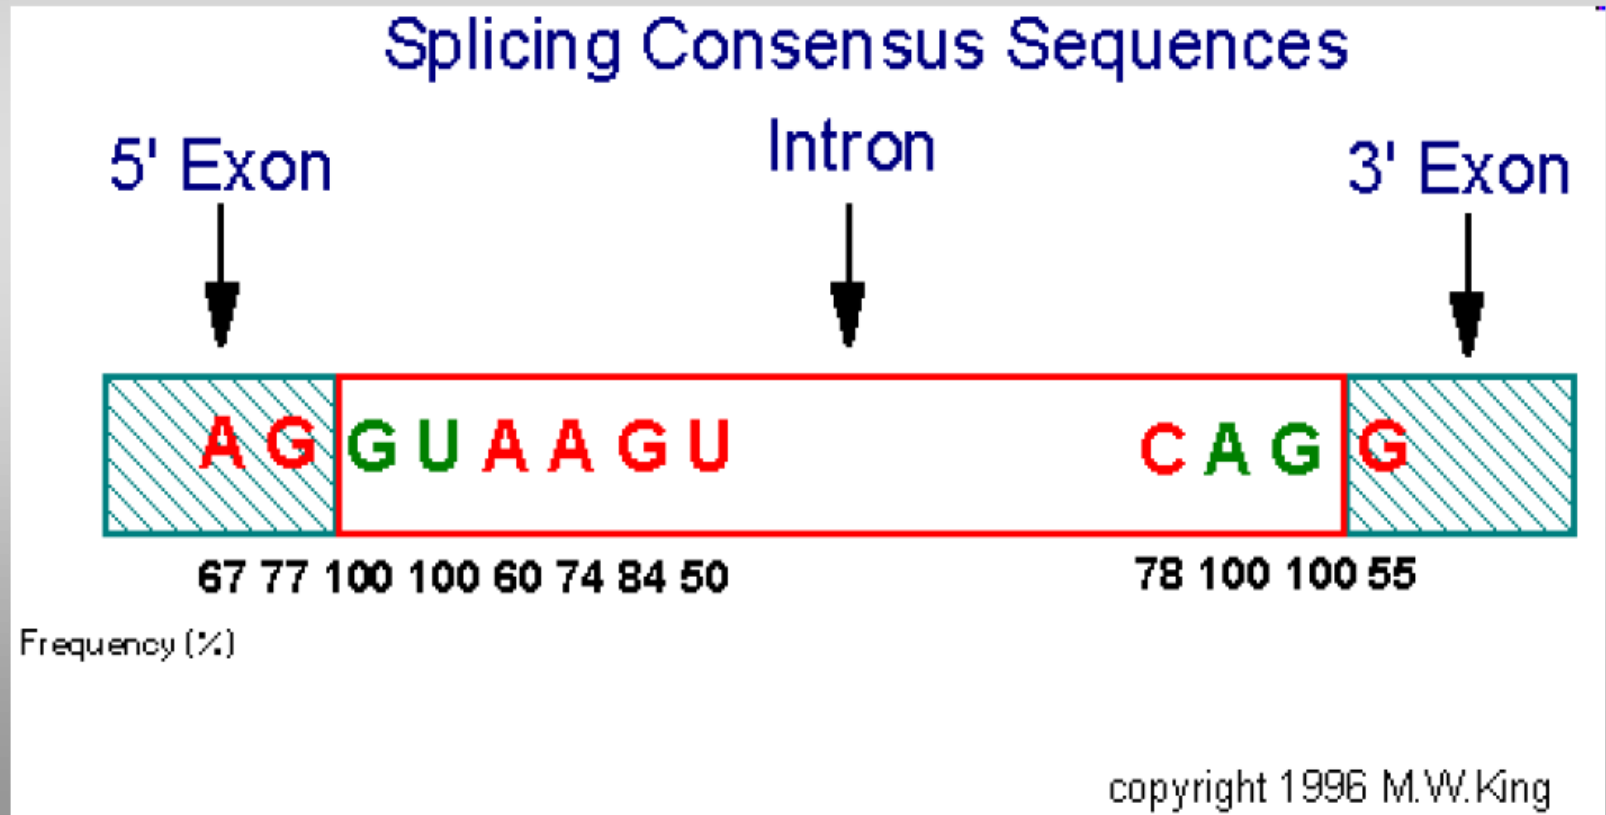 Splicing Consensus Sequences
5' Exon
Intron
3' Exon
A G G U A A G U
C A G G
67 77 100 100 60 74 84 50
78 100 100 55
Frequency (%)
copyright 1996 M.W.King